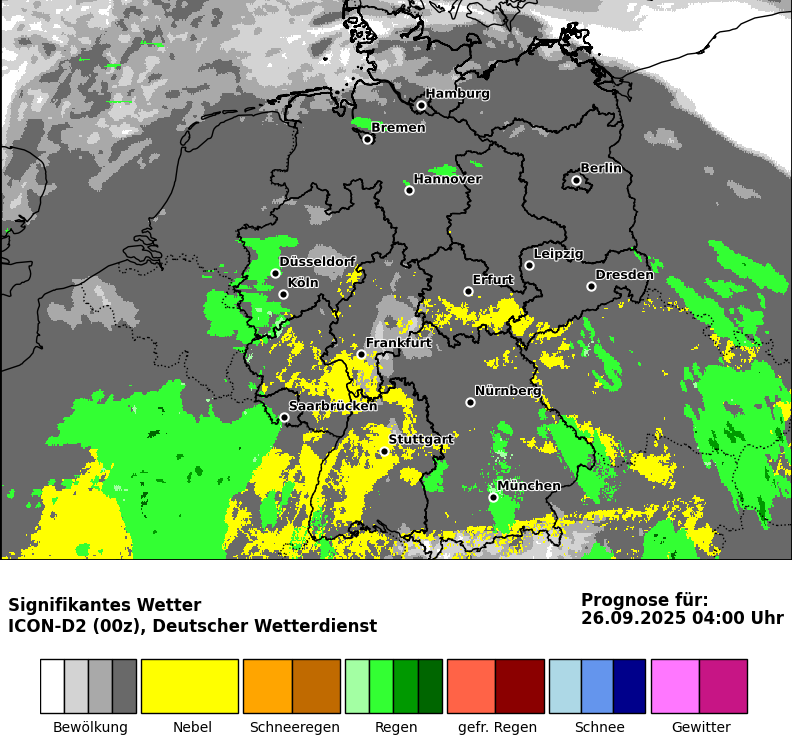 Hamburg
Bremen
Berlin
Hannover
Düsseldorf
Leipzig
Köln
Erfurt
Dresden
Frankfurt
Nürnberg
Saarbrücken
Stuttgart
München
Signifikantes Wetter
ICON-D2 (00z), Deutscher Wetterdienst
Prognose für:
26.09.2025 04:00 Uhr
Bewölkung Nebel Schneeregen Regen gefr. Regen Schnee Gewitter